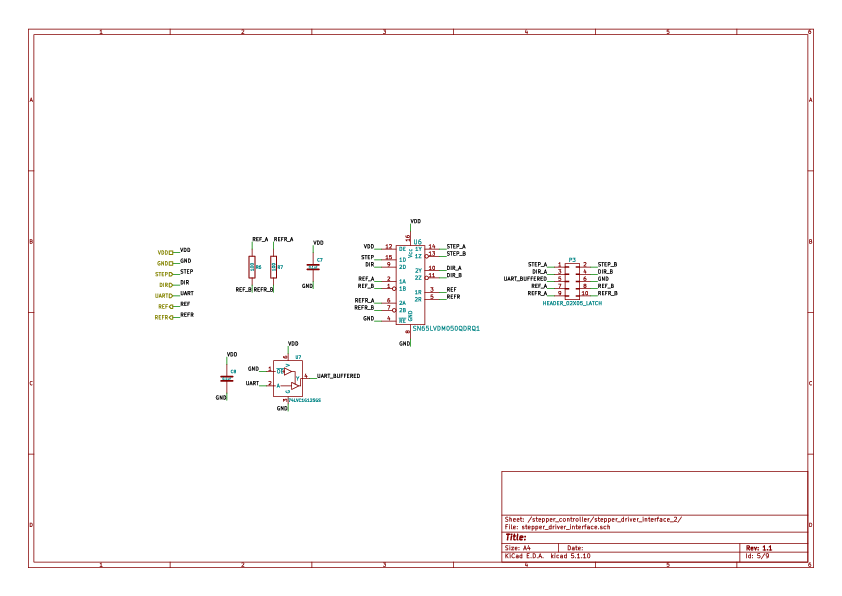 1 2 3 4 5 6
A A
B B
C C
D D
VDD VDD
GND GND
STEP STEP
DIR DIR
UART UART
REF REF
REFR REFR
REF_A REFR_A
R6 R7
100 100
REF_B REFR_B
VDD
C7
GND
VDD
16
Vcc
U6
VDD 12 DE
STEP 15 1D
DIR 9 2D
REF_A 2 1A
REF_B 1 1B
REFR_A 6 2A
REFR_B 7 2B
GND 4 RE
1Y 14 STEP_A
1Z 13 STEP_B
2Y 10 DIR_A
2Z 11 DIR_B
1R 3 REF
2R 5 REFR
GND
8
GND
SN65LVDM050QDRQ1
P3
STEP_A 1 2 STEP_B
DIR_A 3 4 DIR_B
UART_BUFFERED 5 6 GND
REF_A 7 8 REF_B
REFR_A 9 10 REFR_B
HEADER_02X05_LATCH
VDD
C8
GND
VDD
U7
GND 1 OE
UART 2 A
Y 4 UART_BUFFERED
3
GND
74LVC1G125GS
Sheet: /stepper_controller/stepper_driver_interface_2/
File: stepper_driver_interface.sch
Title:
Size: A4 Date: Rev: 1.1
KiCad E.D.A. kicad 5.1.10 Id: 5/9
1 2 3 4 5 6